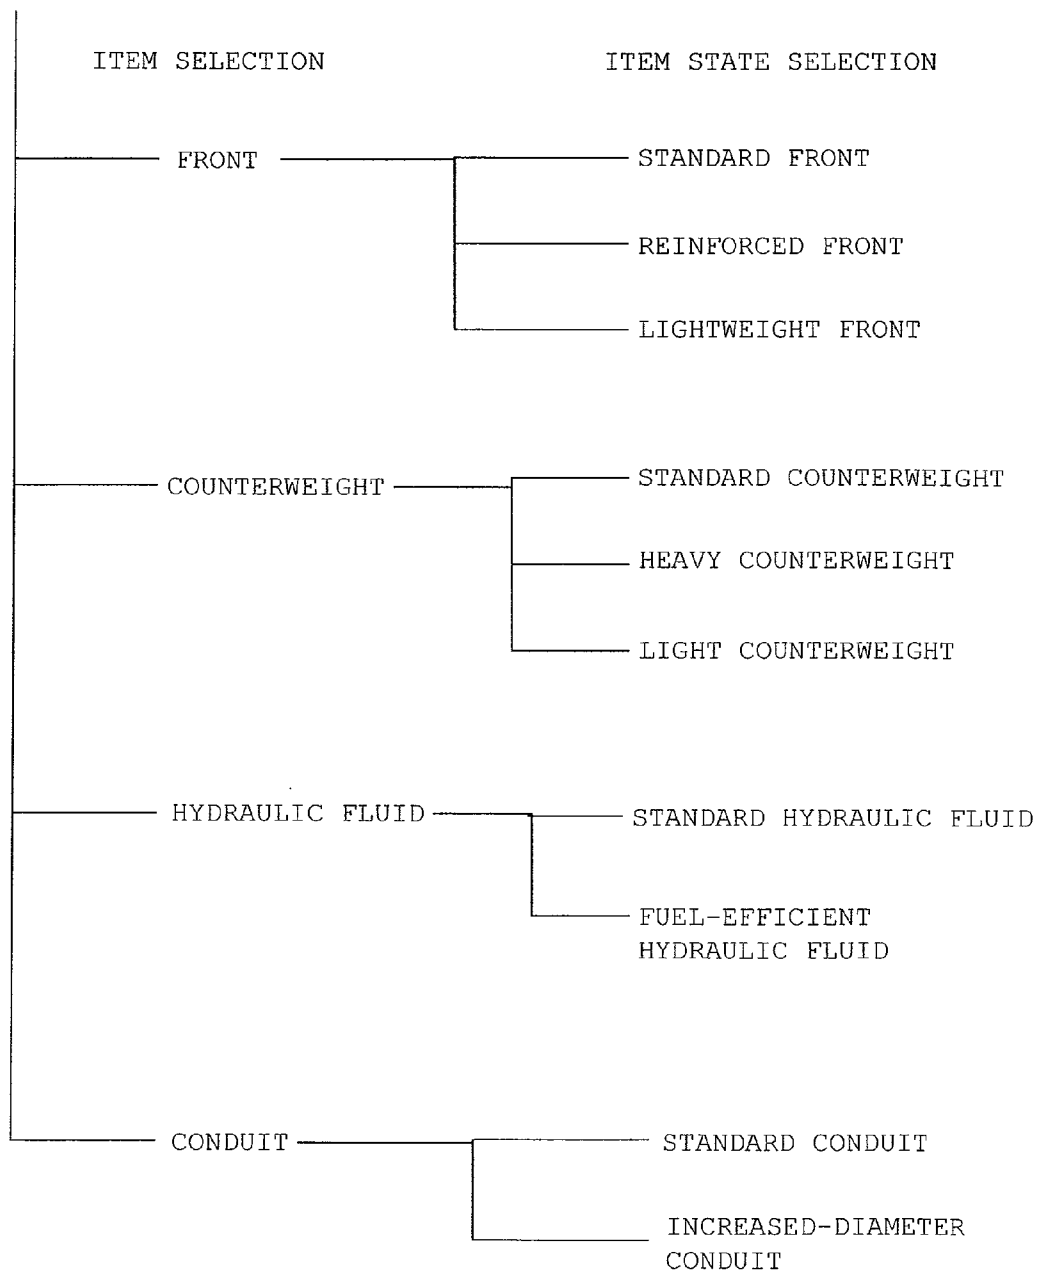 ITEM SELECTION
ITEM STATE SELECTION
FRONT
STANDARD FRONT
REINFORCED FRONT
LIGHTWEIGHT FRONT
COUNTERWEIGHT
STANDARD COUNTERWEIGHT
HEAVY COUNTERWEIGHT
LIGHT COUNTERWEIGHT
HYDRAULIC FLUID
STANDARD HYDRAULIC FLUID
FUEL-EFFICIENT
HYDRAULIC FLUID
CONDUIT
STANDARD CONDUIT
INCREASED-DIAMETER
CONDUIT